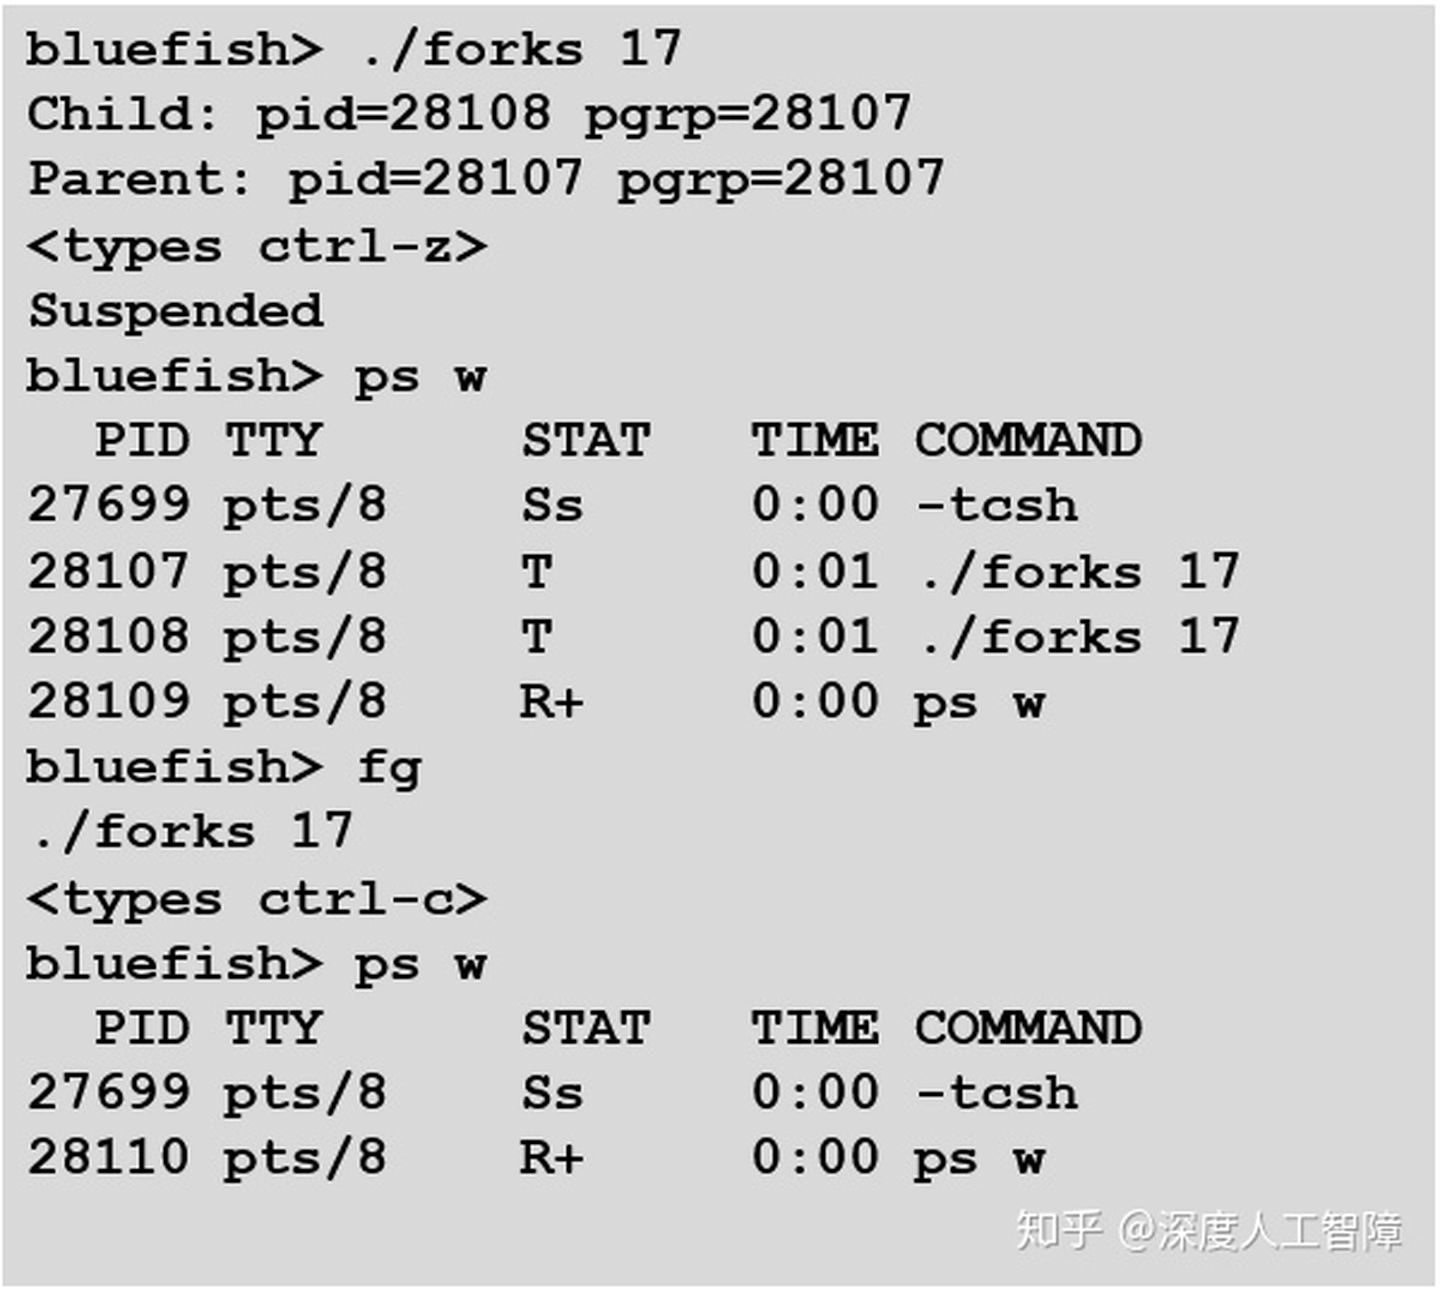 bluefish> ./forks 17
Child: pid=28108 pgrp=28107
Parent: pid=28107 pgrp=28107
<types ctrl-z>
Suspended
bluefish> ps w
  PID TTY      STAT   TIME COMMAND
27699 pts/8    Ss     0:00 -tcsh
28107 pts/8    T      0:01 ./forks 17
28108 pts/8    T      0:01 ./forks 17
28109 pts/8    R+     0:00 ps w
bluefish> fg
./forks 17
<types ctrl-c>
bluefish> ps w
  PID TTY      STAT   TIME COMMAND
27699 pts/8    Ss     0:00 -tcsh
28110 pts/8    R+     0:00 ps w
知乎 @深度人工智障